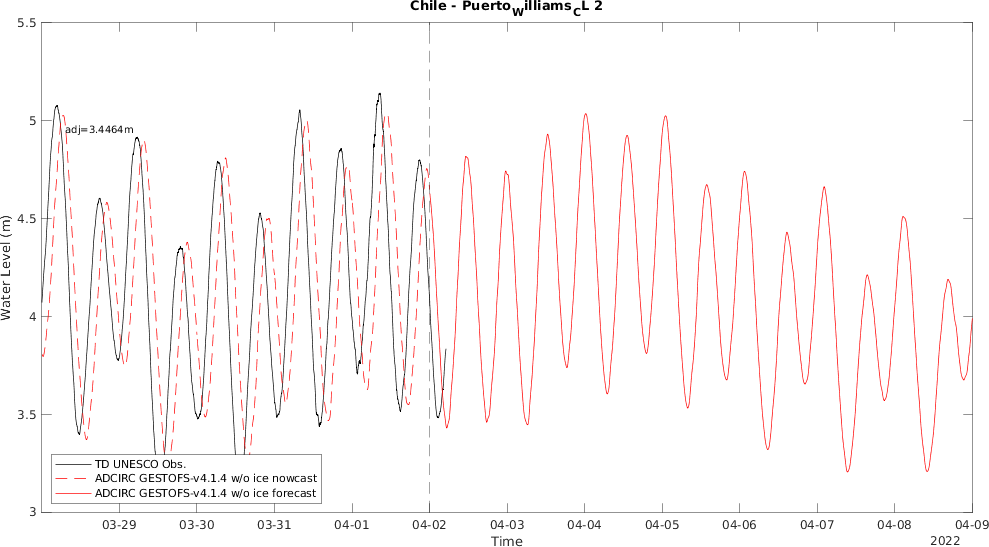 Chile - Puerto_Williams_CL 2
5.5
adj=3.4464m
5
4.5
Water Level (m)
4
3.5
TD UNESCO Obs.
ADCIRC GESTOFS-v4.1.4 w/o ice nowcast
ADCIRC GESTOFS-v4.1.4 w/o ice forecast
3
03-29 03-30 03-31 04-01 04-02 04-03 04-04 04-05 04-06 04-07 04-08 04-09
Time
2022